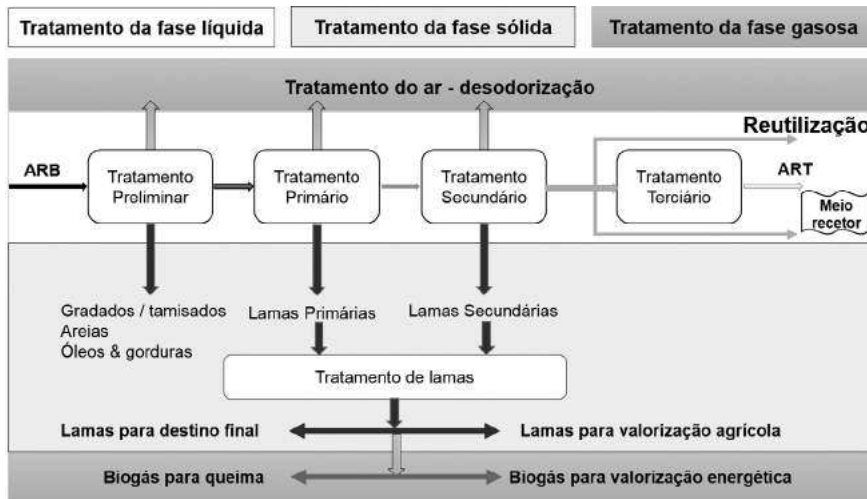 Tratamento da fase líquida
Tratamento da fase sólida
Tratamento da fase gasosa
Tratamento do ar - desodorização
Reutilização
ARB
Tratamento
Preliminar
Tratamento
Primário
Tratamento
Secundário
Tratamento
Terciário
ART
Meio
recetor
Gradados / tamisados
Areias
Óleos & gorduras
Lamas Primárias
Lamas Secundárias
Tratamento de lamas
Lamas para destino final
Lamas para valorização agrícola
Biogás para queima
Biogás para valorização energética